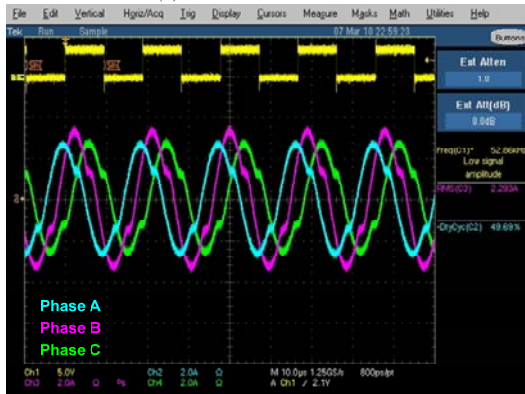 File Edit Vertical Horiz/Acq Trig Display Cursors Measure Masks Math Utilities Help
Tek Run Sample 07 Mar 10 22:59:23 Buttons
Ext Atten
1.0
Ext Att(dB)
0.0dB
Freq(C1)* 52.86kHz
Low signal
amplitude
RMS(C3) 2.293A
-DtyCyc(C2) 49.69%
Phase A
Phase B
Phase C
Ch1 5.0V Ch2 2.0A Ω M 10.0µs 1.25GS/s 800ps/pt
Ch3 2.0A Ω Ch4 2.0A Ω A Ch1 / 2.1V